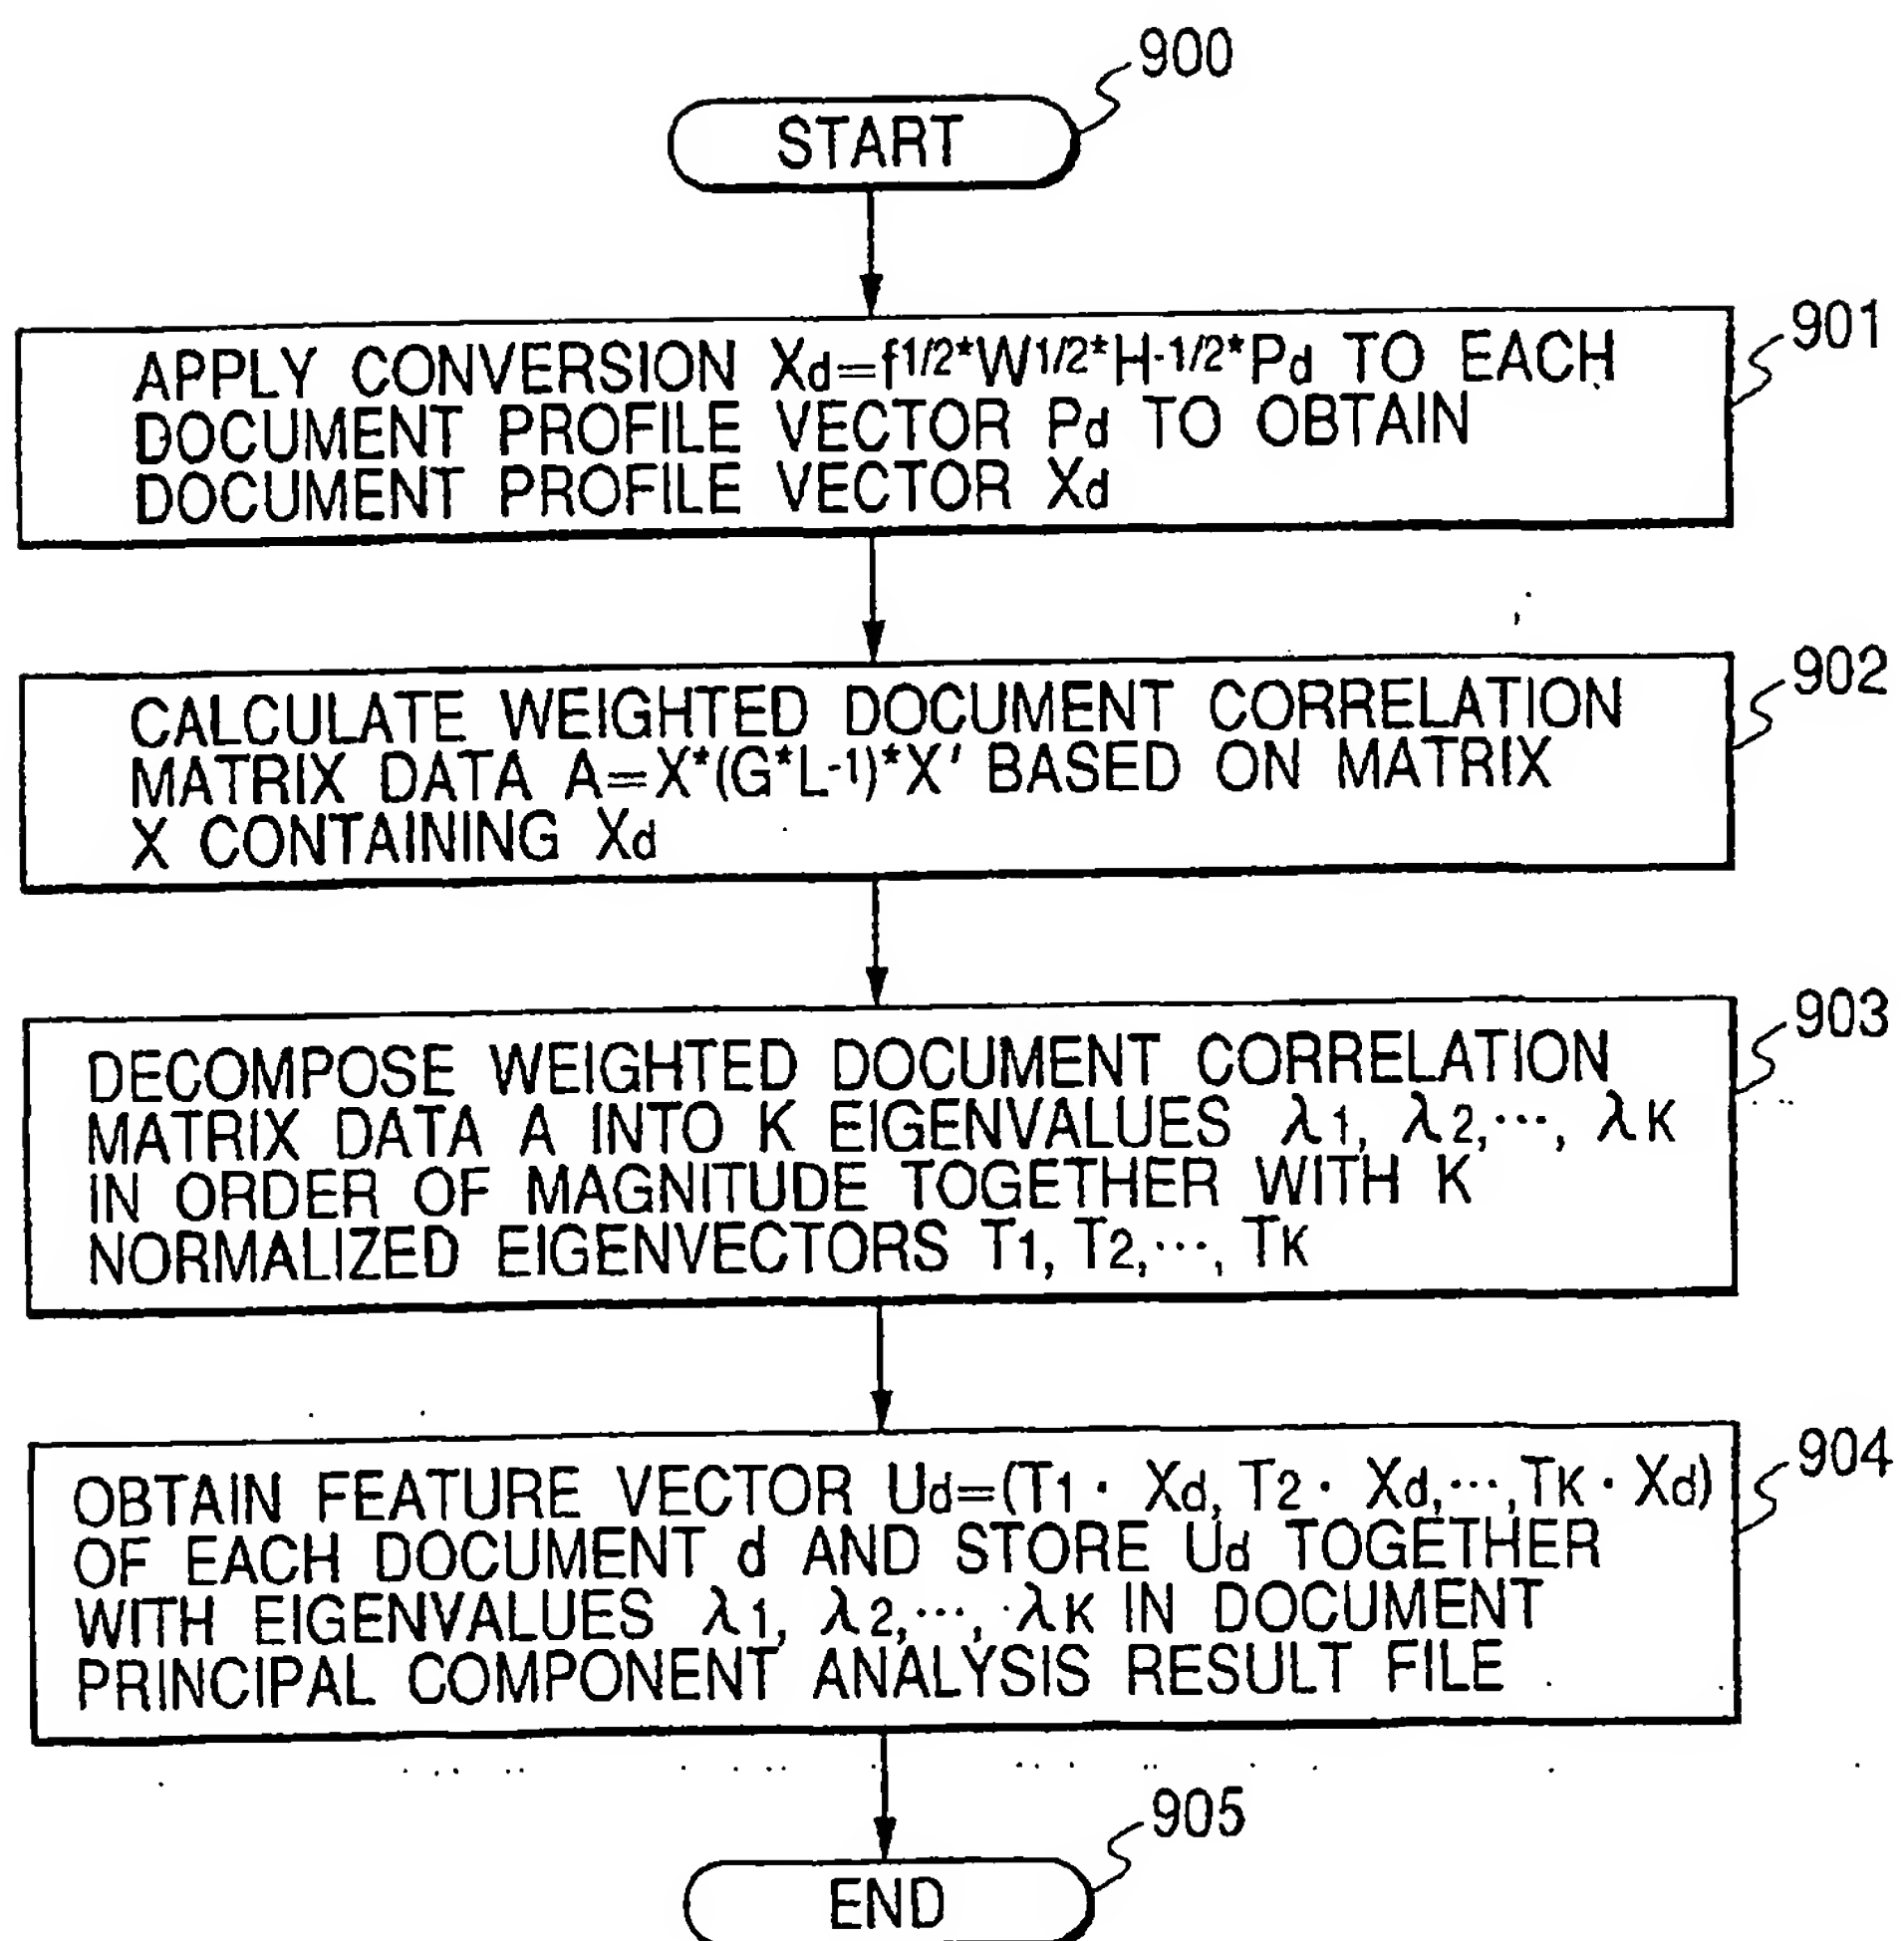 900
START
901
APPLY CONVERSION Xd=f1/2*W1/2*H-1/2*Pd TO EACH
DOCUMENT PROFILE VECTOR Pd TO OBTAIN
DOCUMENT PROFILE VECTOR Xd
902
CALCULATE WEIGHTED DOCUMENT CORRELATION
MATRIX DATA A=X*(G*L-1)*X' BASED ON MATRIX
X CONTAINING Xd
903
DECOMPOSE WEIGHTED DOCUMENT CORRELATION
MATRIX DATA A INTO K EIGENVALUES λ1, λ2,···, λK
IN ORDER OF MAGNITUDE TOGETHER WITH K
NORMALIZED EIGENVECTORS T1, T2,···, TK
904
OBTAIN FEATURE VECTOR Ud=(T1 · Xd, T2 · Xd,···,TK · Xd)
OF EACH DOCUMENT d AND STORE Ud TOGETHER
WITH EIGENVALUES λ1, λ2,···, λK IN DOCUMENT
PRINCIPAL COMPONENT ANALYSIS RESULT FILE
905
END